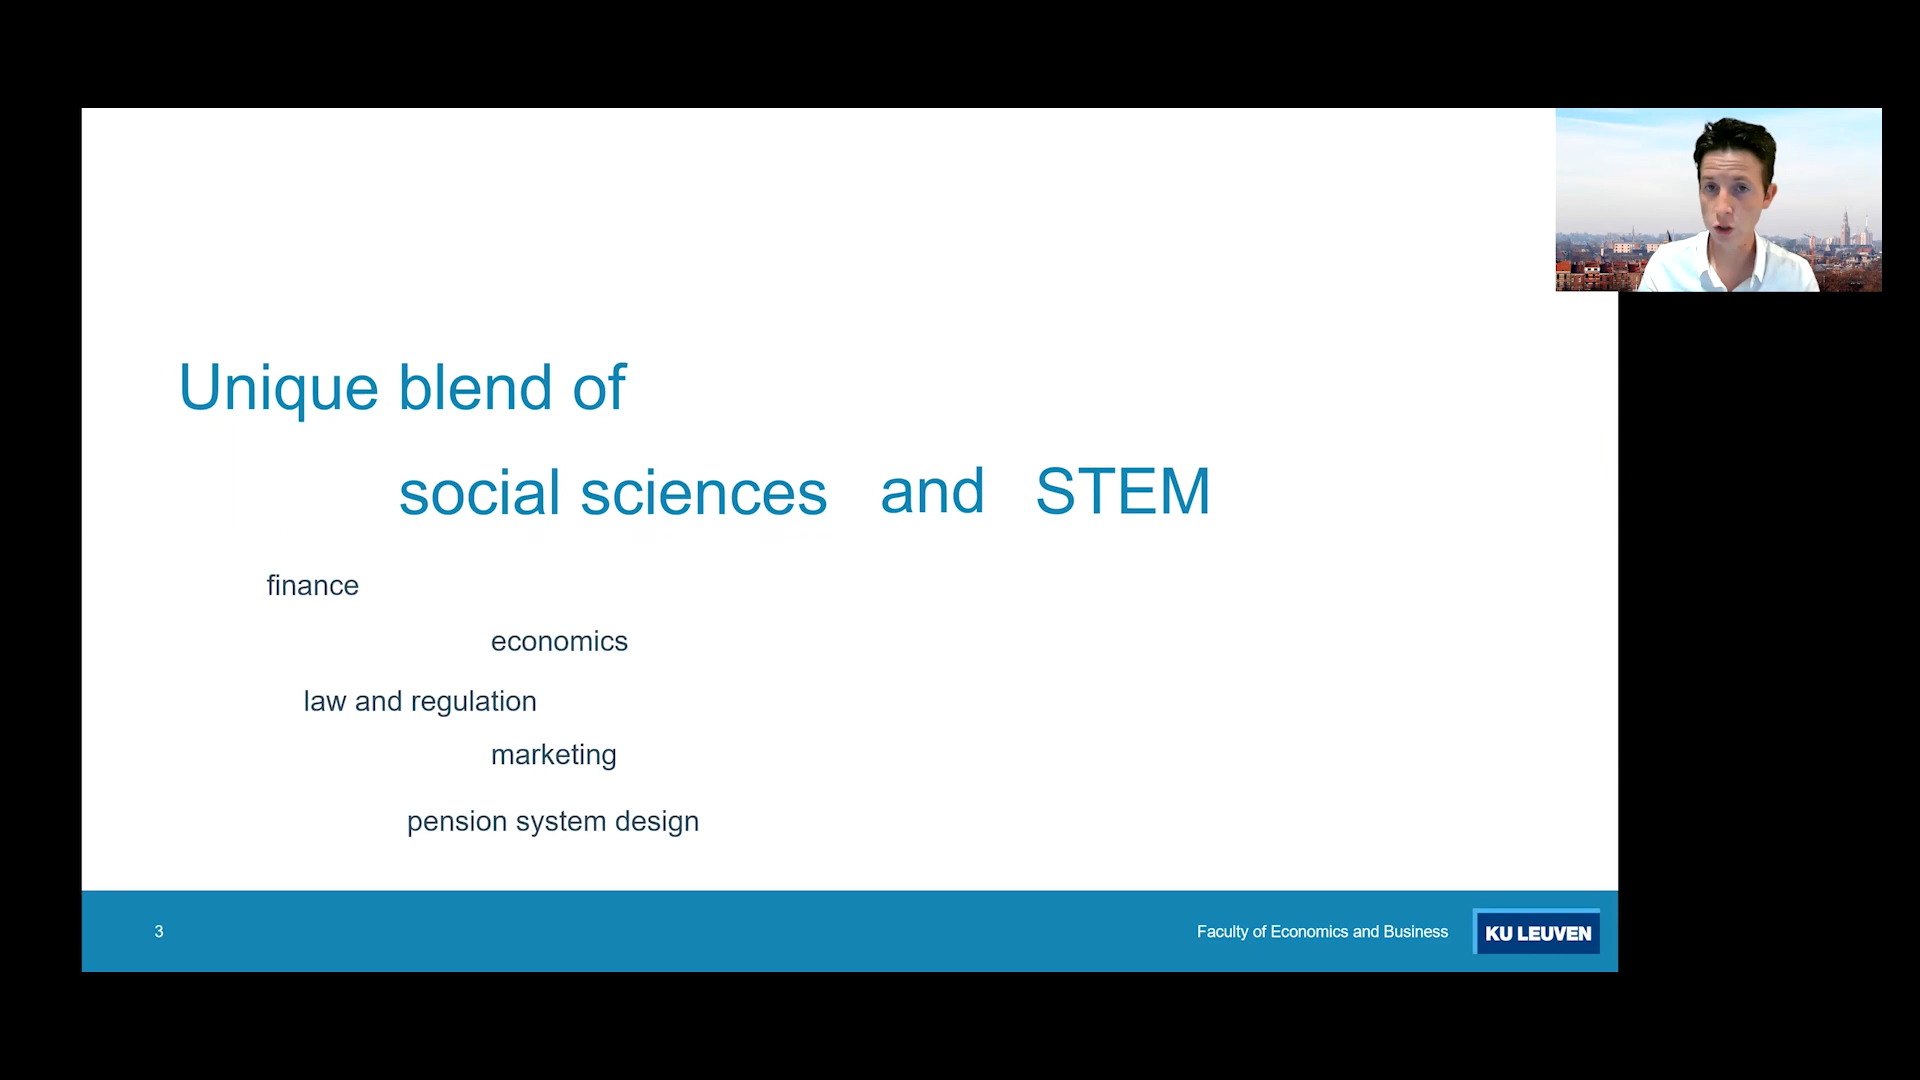 Unique blend of
social sciences and STEM
finance
economics
law and regulation
marketing
pension system design
3
Faculty of Economics and Business
KU LEUVEN